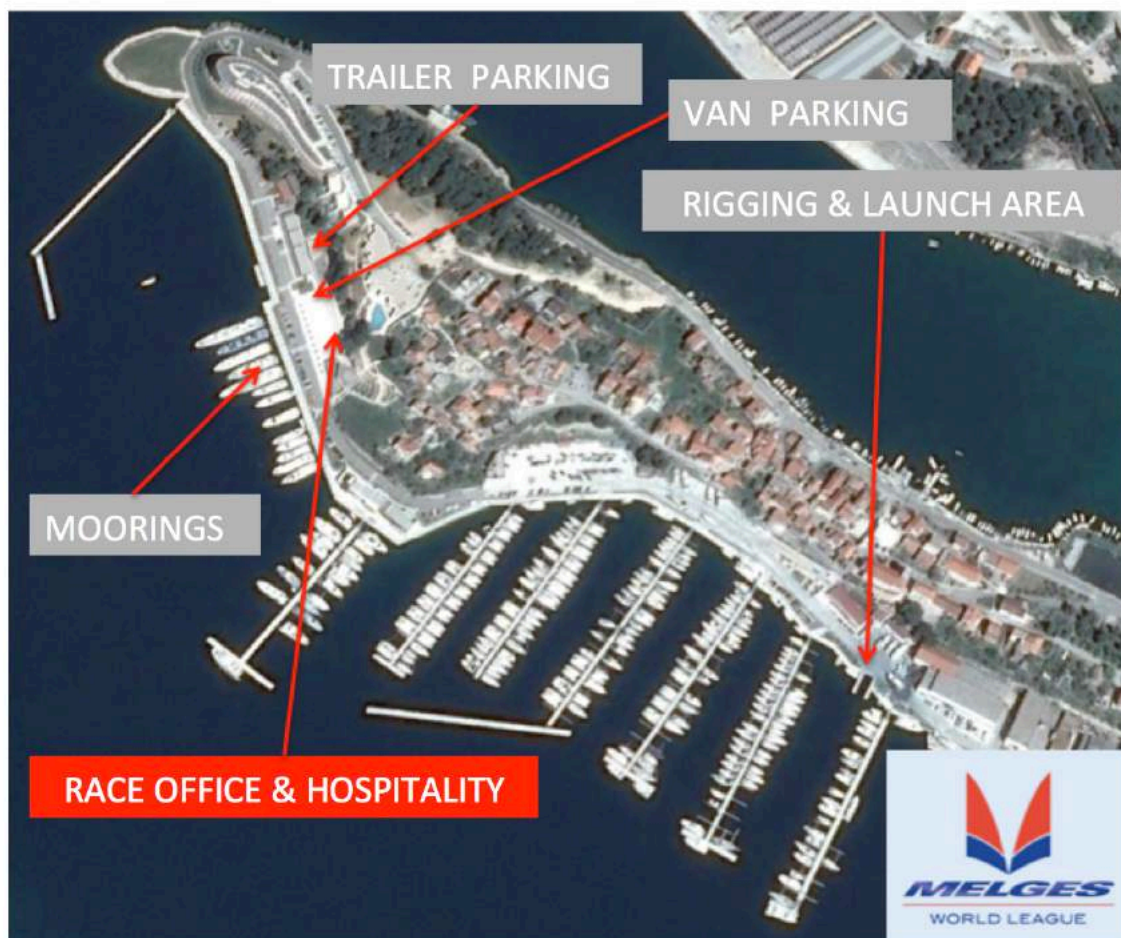 TRAILER PARKING
VAN PARKING
RIGGING & LAUNCH AREA
MOORINGS
RACE OFFICE & HOSPITALITY
MELGES
WORLD LEAGUE